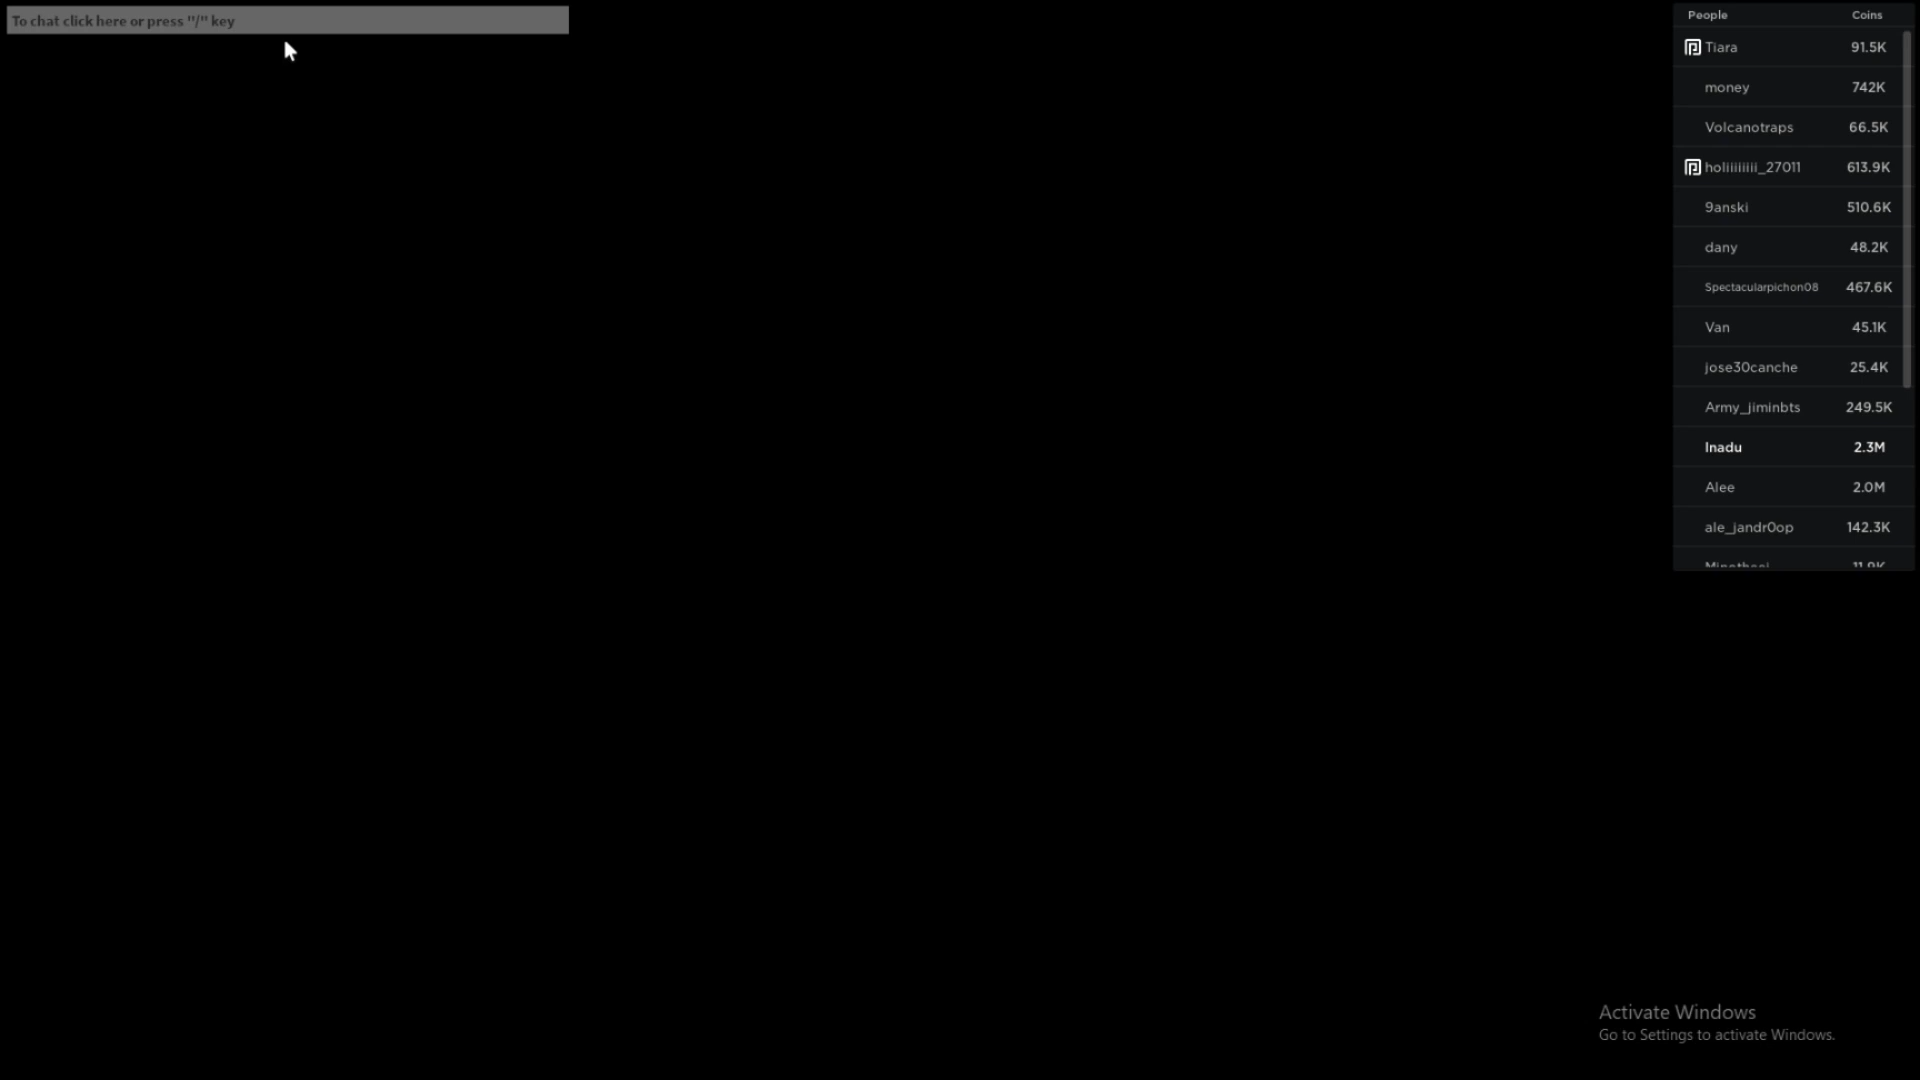 To chat click here or press "/" key
People Coins
Tiara 91.5K
money 742K
Volcanotraps 66.5K
holiiiiiiiii_27011 613.9K
9anski 510.6K
dany 48.2K
Spectacularpichon08 467.6K
Van 45.1K
jose30canche 25.4K
Army_jiminbts 249.5K
Inadu 2.3M
Alee 2.0M
ale_jandr0op 142.3K
Activate Windows
Go to Settings to activate Windows.